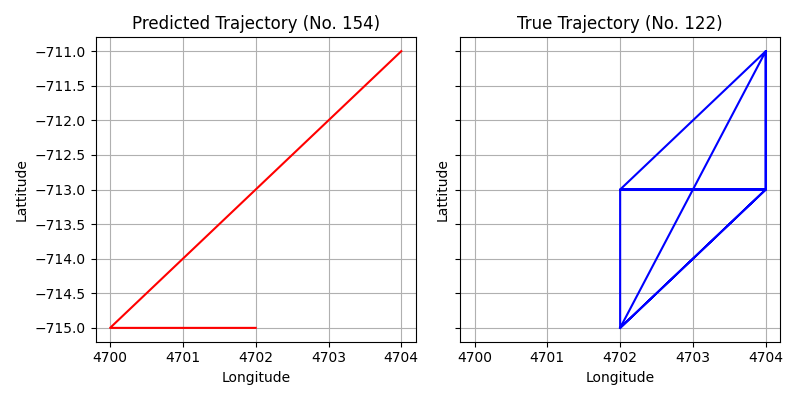 Predicted Trajectory (No. 154)
−711.0
−711.5
−712.0
−712.5
−713.0
−713.5
−714.0
−714.5
−715.0
Lattitude
4700 4701 4702 4703 4704
Longitude
True Trajectory (No. 122)
Lattitude
4700 4701 4702 4703 4704
Longitude